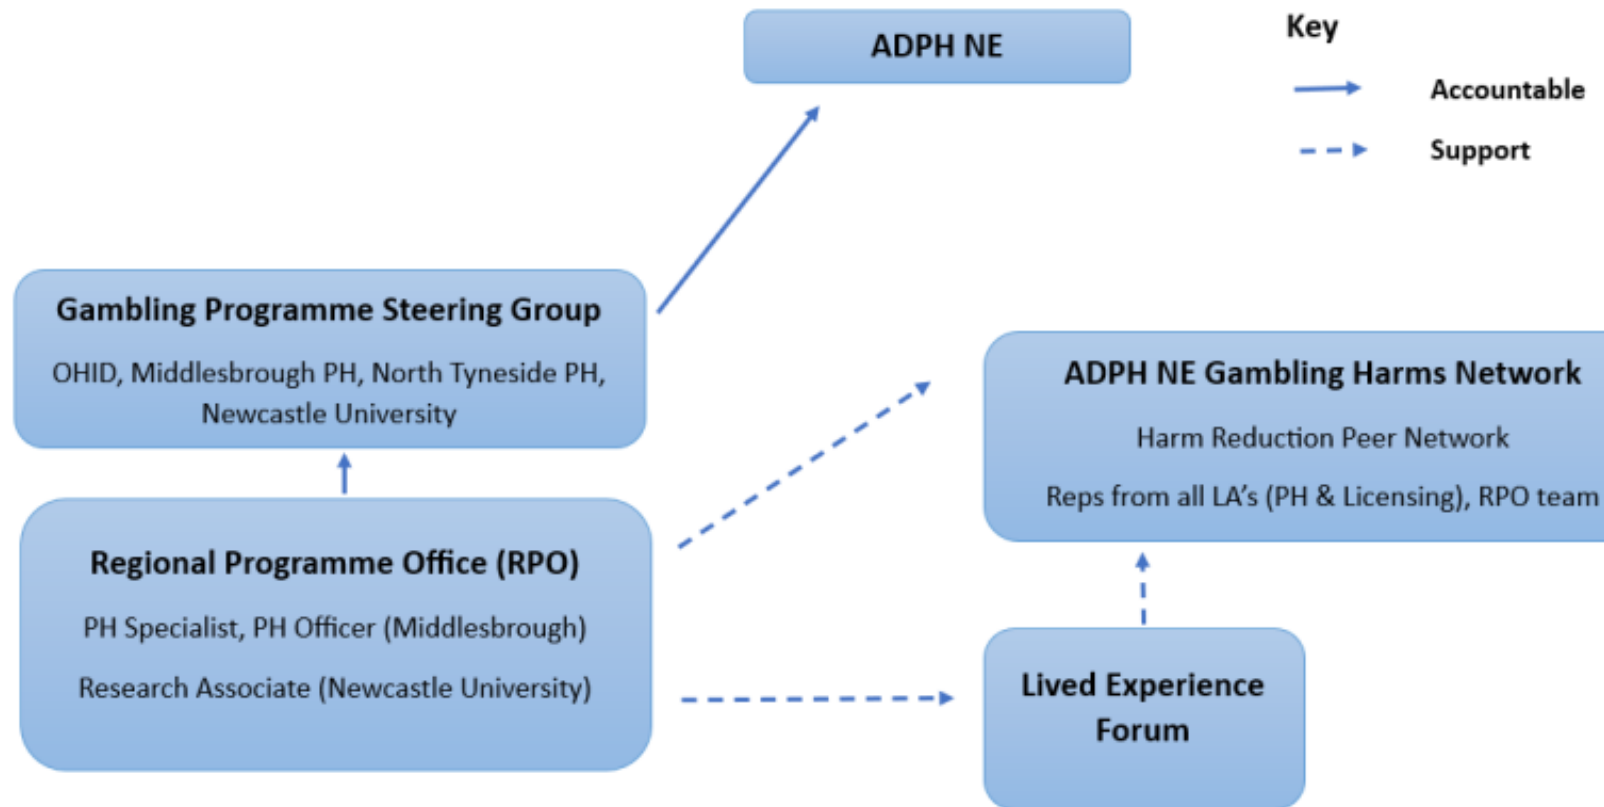 ADPH NE
Key
Accountable
Support
Gambling Programme Steering Group
OHID, Middlesbrough PH, North Tyneside PH,
Newcastle University
ADPH NE Gambling Harms Network
Harm Reduction Peer Network
Reps from all LA’s (PH & Licensing), RPO team
Regional Programme Office (RPO)
PH Specialist, PH Officer (Middlesbrough)
Research Associate (Newcastle University)
Lived Experience
Forum